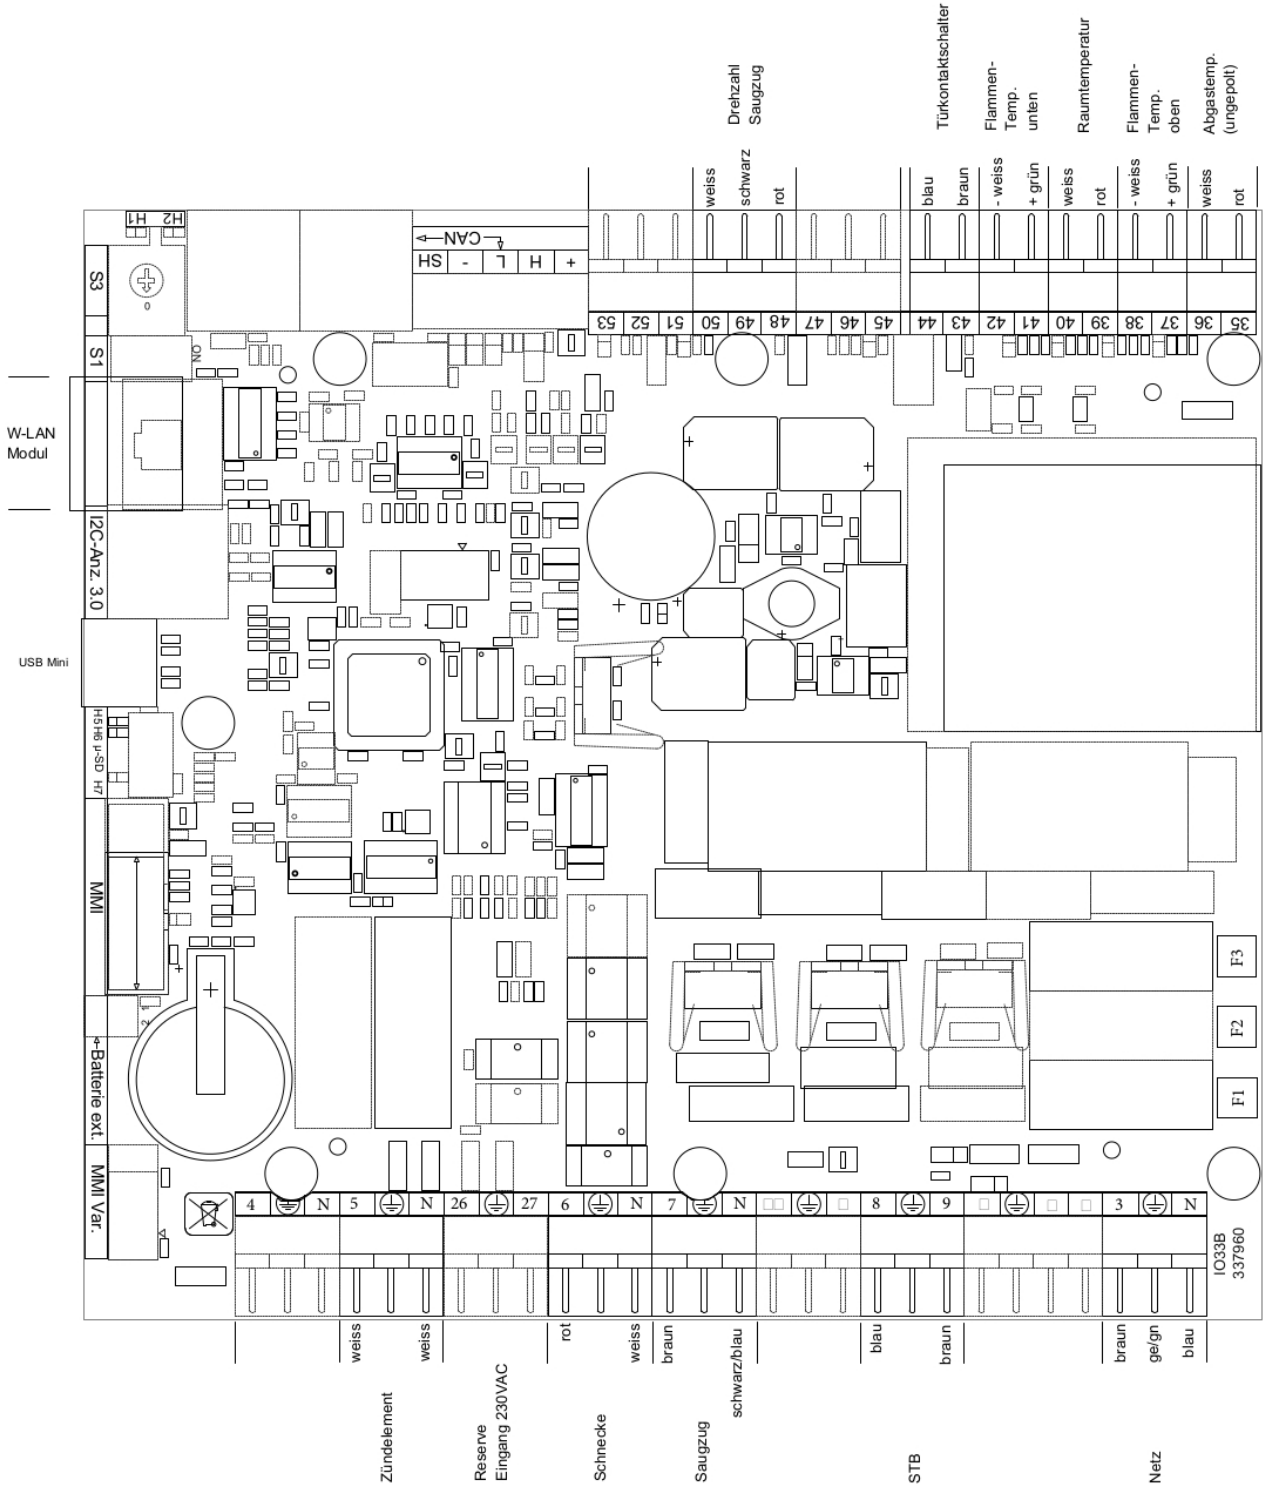 Drehzahl
Saugzug
Türkontaktschalter
Flammen-
Temp.
unten
Raumtemperatur
Flammen-
Temp.
oben
Abgastemp.
(ungepolt)
weiss
schwarz
rot
blau
braun
- weiss
+ grün
weiss
rot
- weiss
+ grün
weiss
rot
H1
H2
CAN
SH
-
L
H
+
53
52
51
50
49
48
47
46
45
44
43
42
41
40
39
38
37
36
35
S3
0
S1
ON
W-LAN
Modul
I2C-Anz. 3.0
USB Mini
H5 H6 µ-SD H7
MMI
+
+
+
+
+
+
+
+
2 1
Batterie ext.
MMI Var.
F3
F2
F1
4
N
5
N
26
27
6
N
7
N
8
9
3
N
IO33B
337960
weiss
weiss
rot
weiss
braun
schwarz/blau
blau
braun
braun
ge/gn
blau
Zündelement
Reserve
Eingang 230VAC
Schnecke
Saugzug
STB
Netz